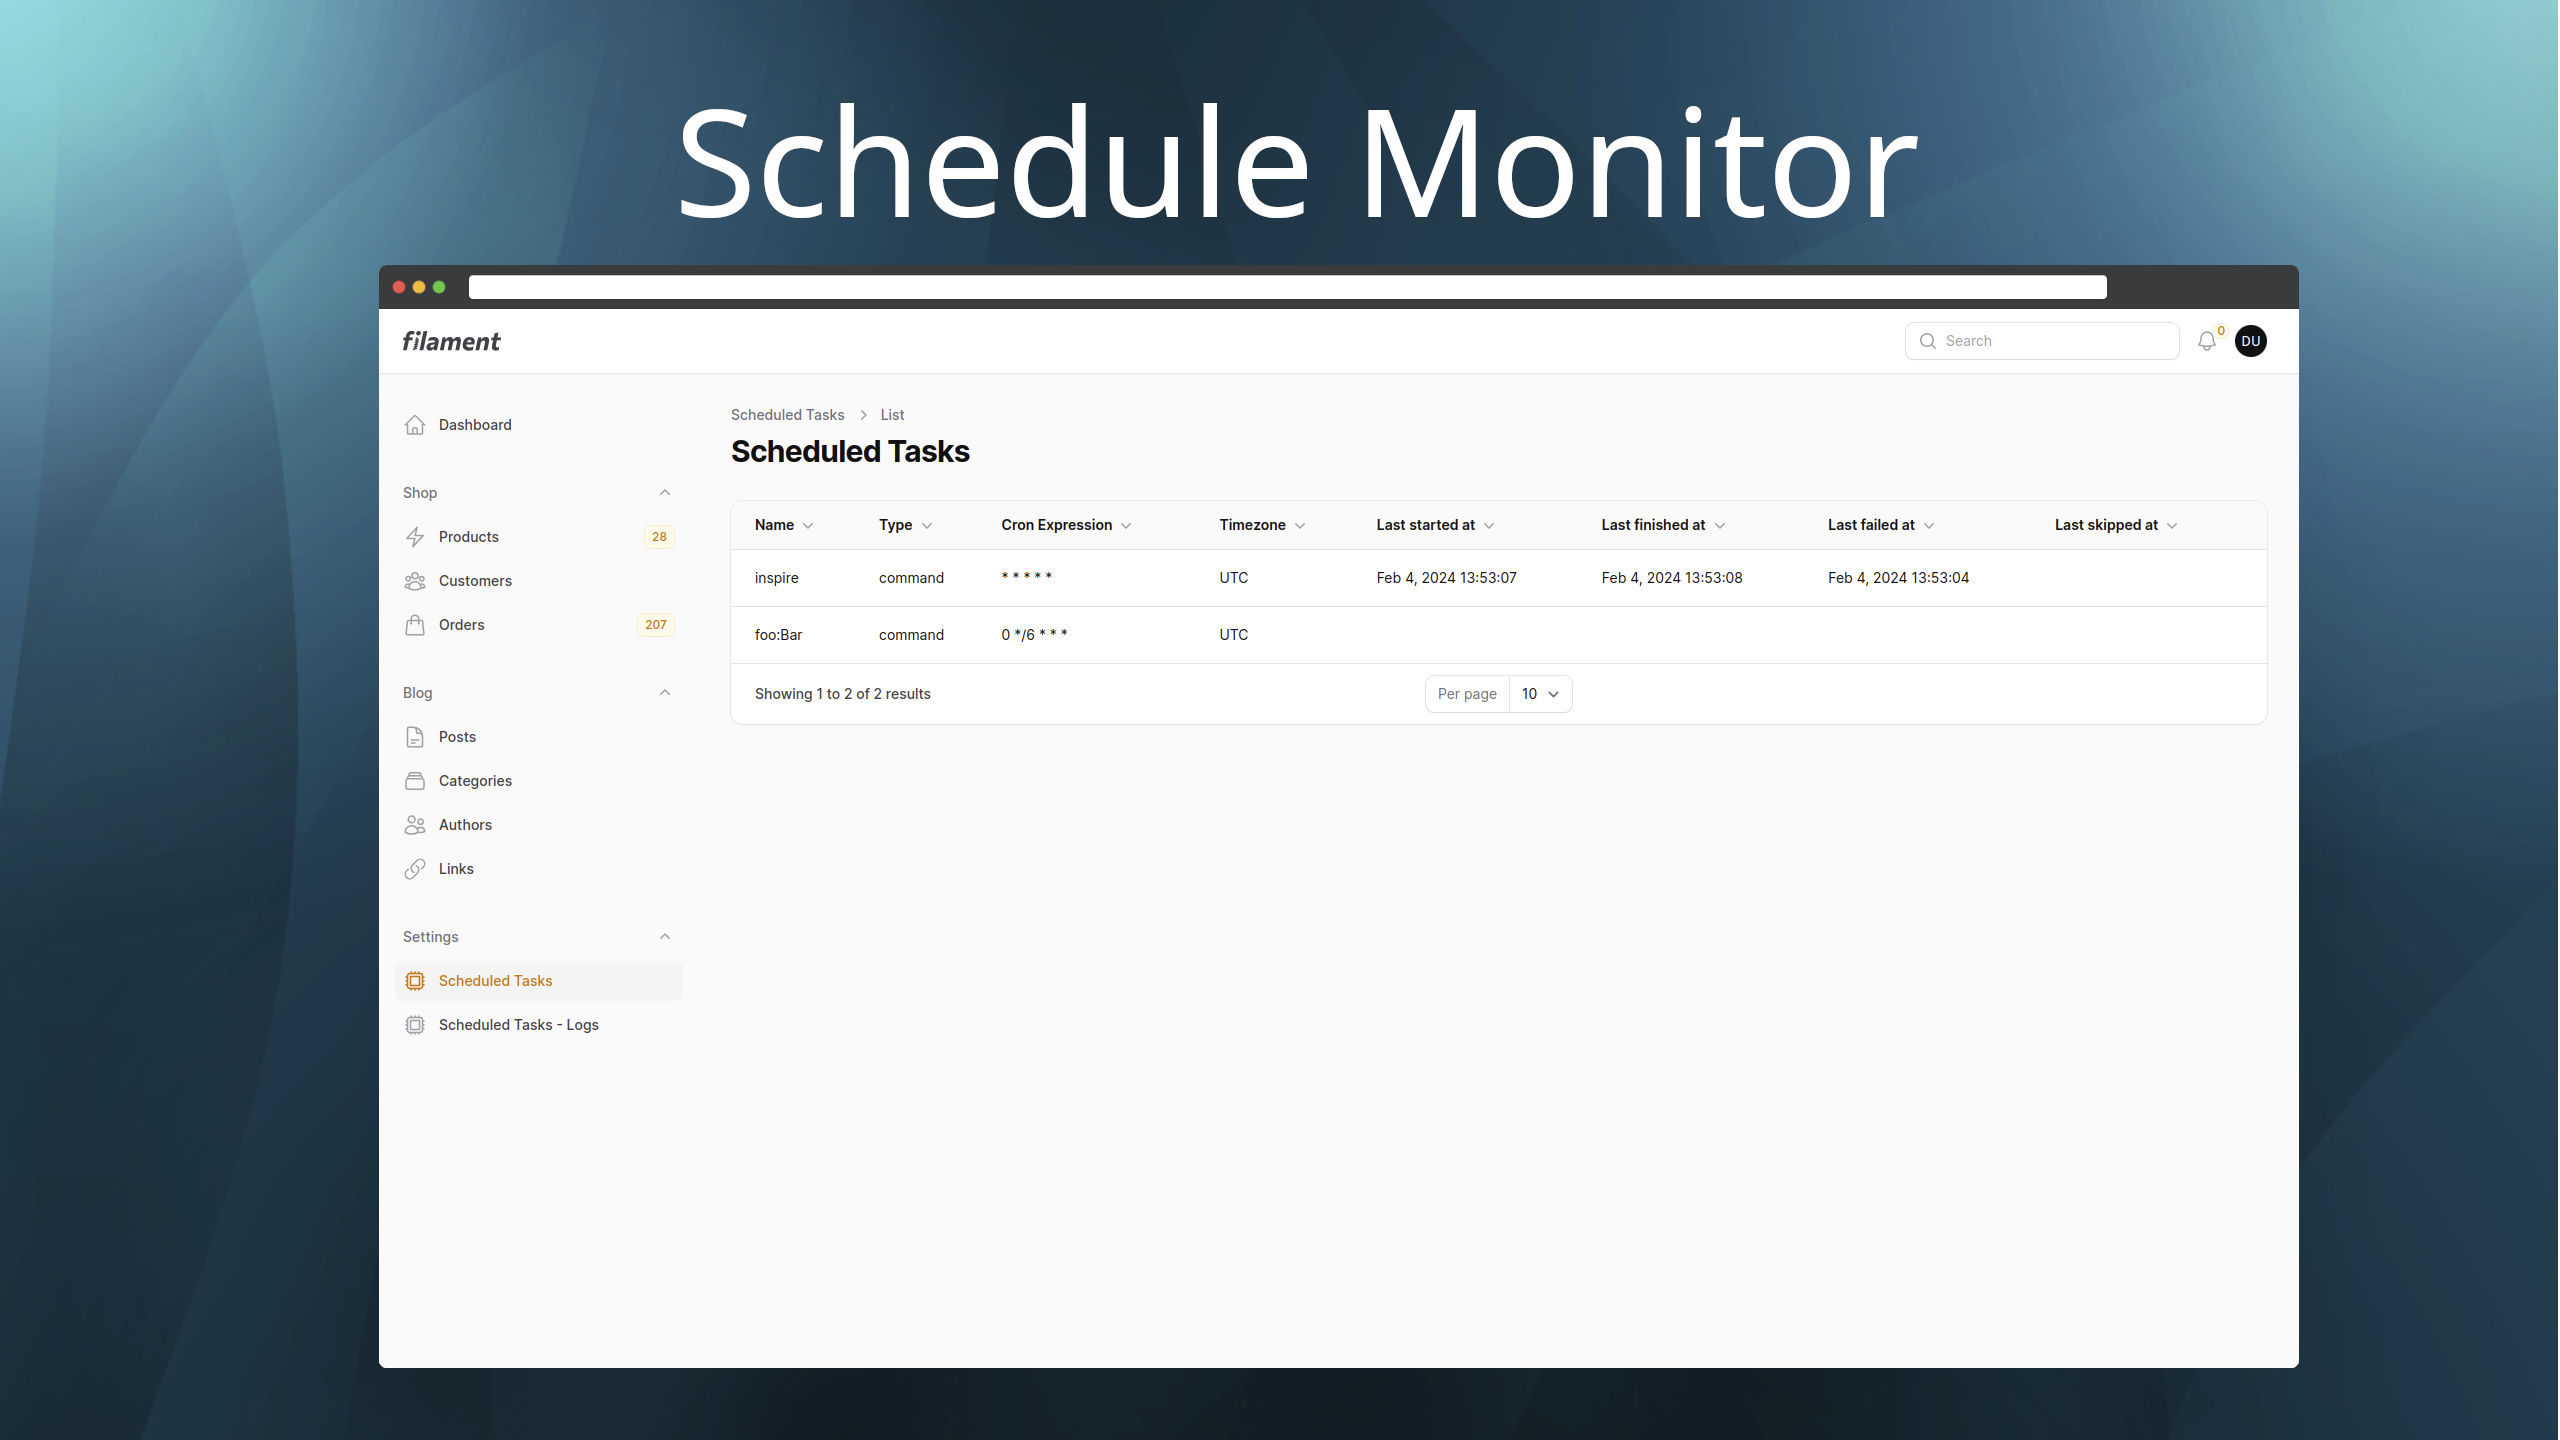 Schedule Monitor
filament
Search
0
DU
Dashboard
Shop
Products 28
Customers
Orders 207
Blog
Posts
Categories
Authors
Links
Settings
Scheduled Tasks
Scheduled Tasks - Logs
Scheduled Tasks List
Scheduled Tasks
Name Type Cron Expression Timezone Last started at Last finished at Last failed at Last skipped at
inspire command * * * * * UTC Feb 4, 2024 13:53:07 Feb 4, 2024 13:53:08 Feb 4, 2024 13:53:04
foo:Bar command 0 */6 * * * UTC
Showing 1 to 2 of 2 results Per page 10